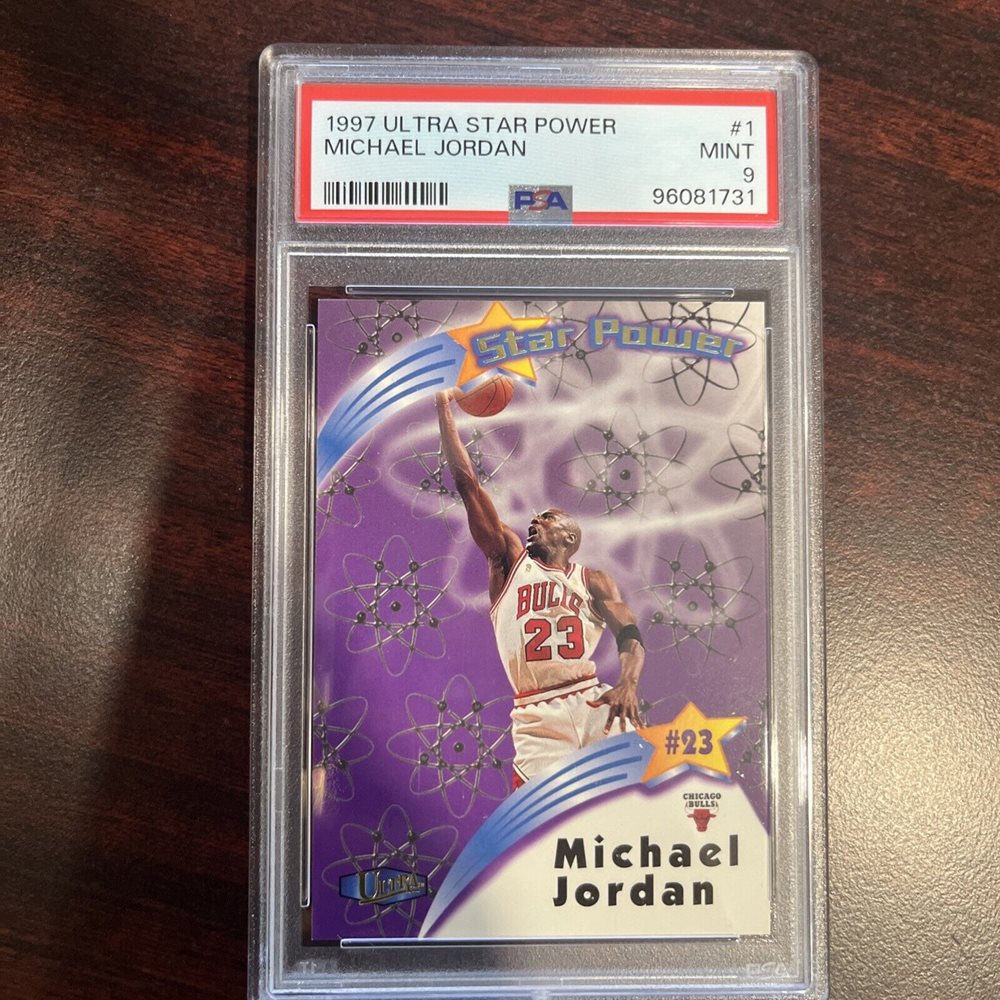 1997 ULTRA STAR POWER #1
MICHAEL JORDAN MINT
9
PSA 96081731
Star Power
BULLS
23
#23
CHICAGO
BULLS
Michael
Jordan
ULTRA